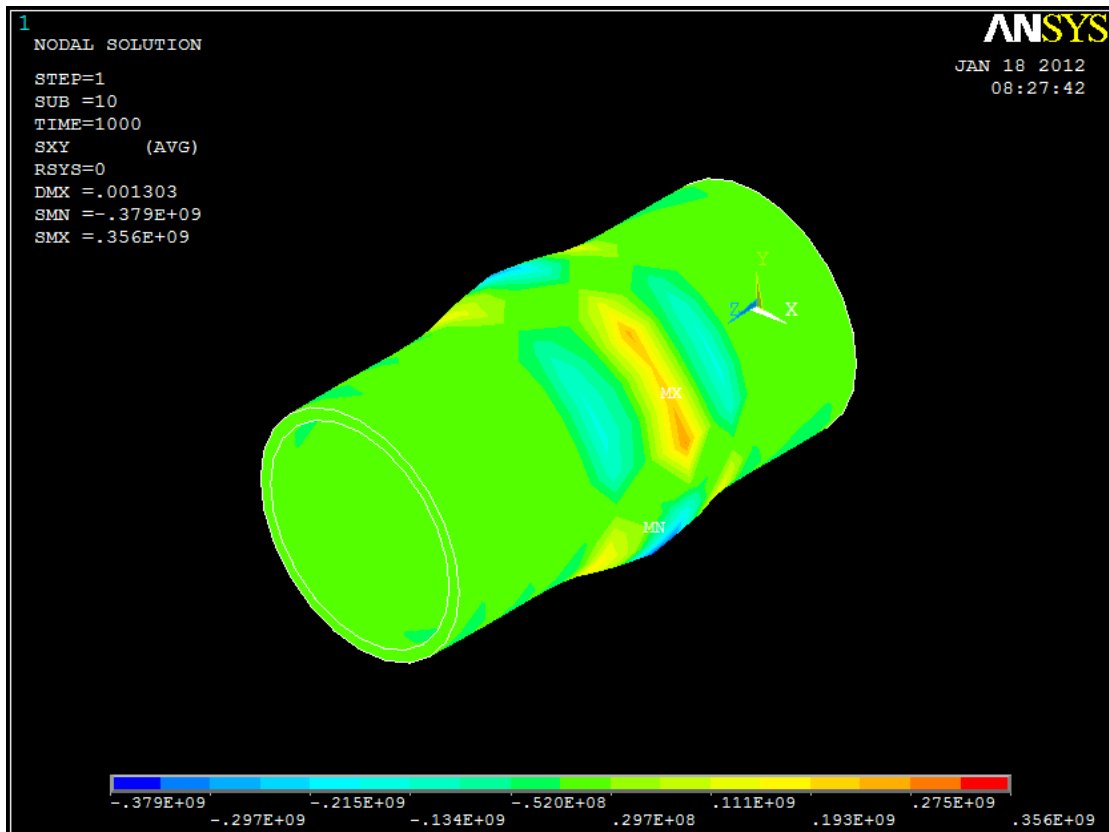 1
NODAL SOLUTION
STEP=1
SUB =10
TIME=1000
SXY (AVG)
RSYS=0
DMX =.001303
SMN =-.379E+09
SMX =.356E+09
ANSYS
JAN 18 2012
08:27:42
Y
Z X
MX
MN
-.379E+09 -.215E+09 -.520E+08 .111E+09 .275E+09
-.297E+09 -.134E+09 .297E+08 .193E+09 .356E+09